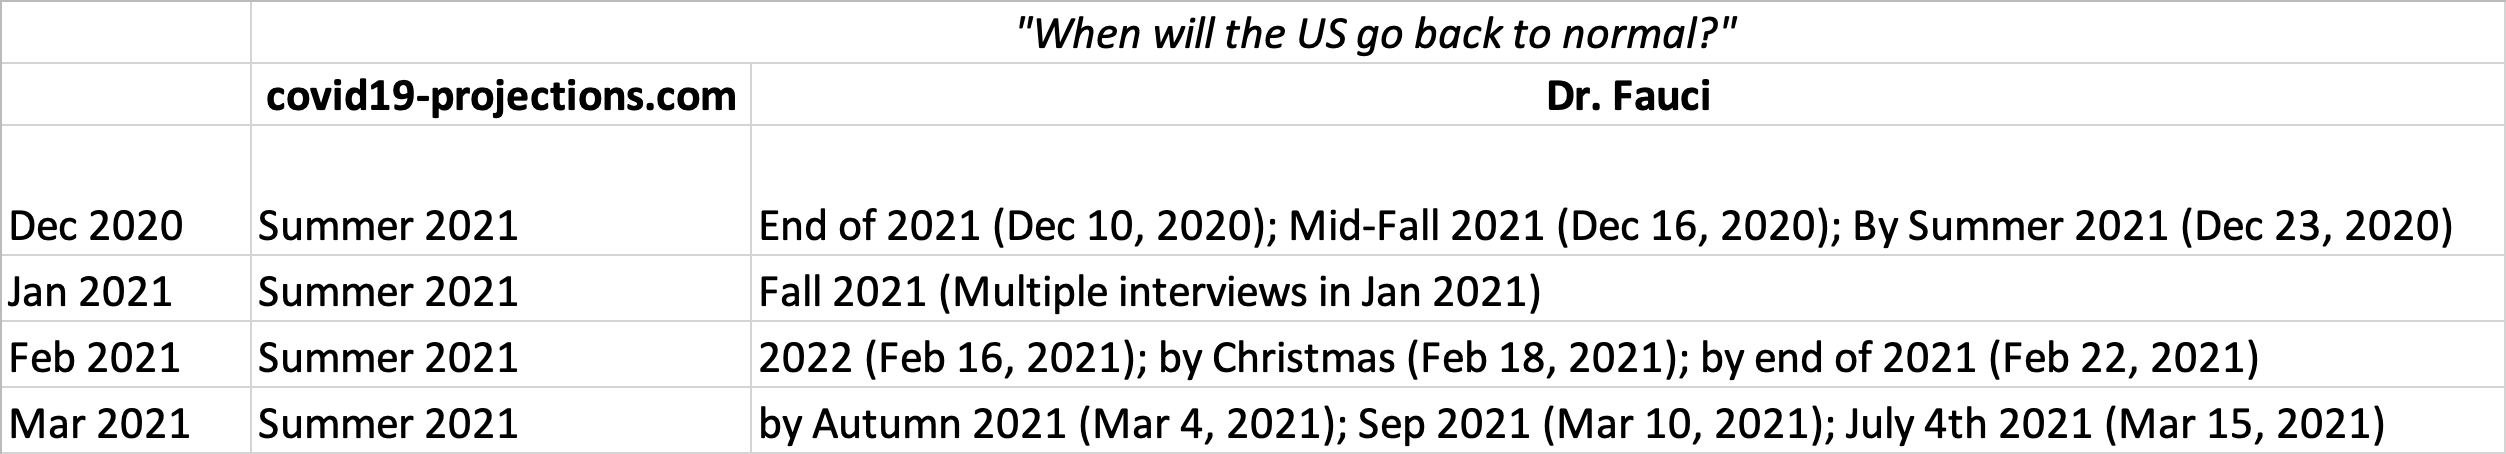 "When will the US go back to normal?"
covid19-projections.com Dr. Fauci
Dec 2020 Summer 2021 End of 2021 (Dec 10, 2020); Mid-Fall 2021 (Dec 16, 2020); By Summer 2021 (Dec 23, 2020)
Jan 2021 Summer 2021 Fall 2021 (Multiple interviews in Jan 2021)
Feb 2021 Summer 2021 2022 (Feb 16, 2021); by Christmas (Feb 18, 2021); by end of 2021 (Feb 22, 2021)
Mar 2021 Summer 2021 by Autumn 2021 (Mar 4, 2021); Sep 2021 (Mar 10, 2021); July 4th 2021 (Mar 15, 2021)